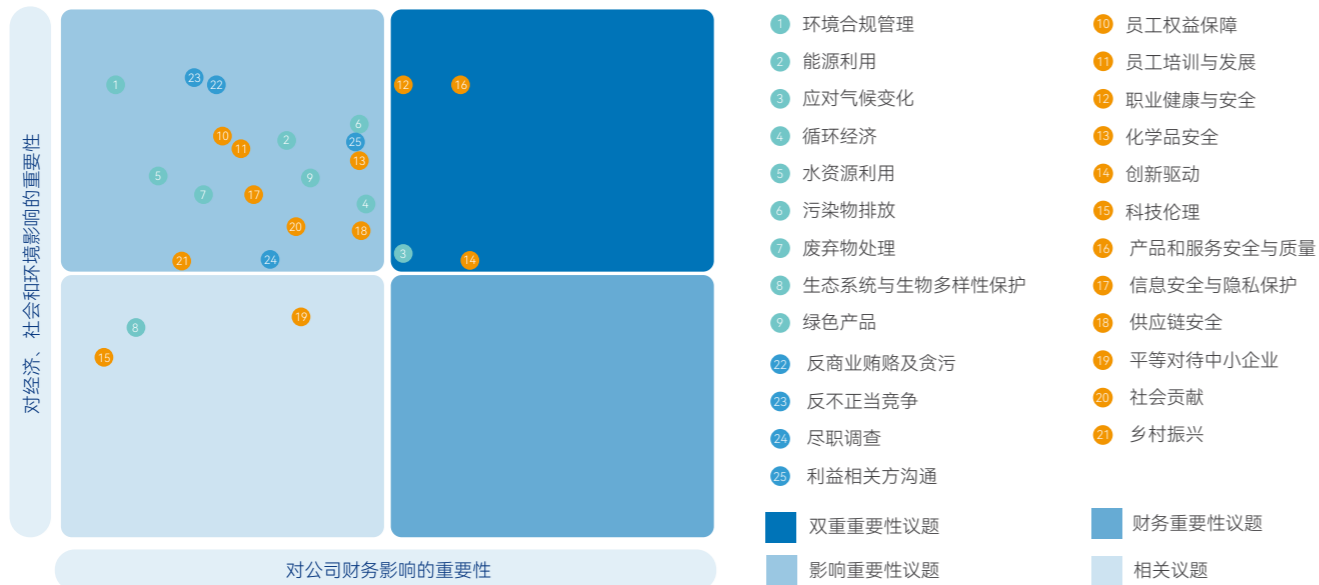 对经济、社会和环境影响的重要性
1
23
22
12
16
10
11
2
6
25
13
5
7
17
9
4
20
18
21
24
3
14
8
19
15
对公司财务影响的重要性
1 环境合规管理
2 能源利用
3 应对气候变化
4 循环经济
5 水资源利用
6 污染物排放
7 废弃物处理
8 生态系统与生物多样性保护
9 绿色产品
22 反商业贿赂及贪污
23 反不正当竞争
24 尽职调查
25 利益相关方沟通
10 员工权益保障
11 员工培训与发展
12 职业健康与安全
13 化学品安全
14 创新驱动
15 科技伦理
16 产品和服务安全与质量
17 信息安全与隐私保护
18 供应链安全
19 平等对待中小企业
20 社会贡献
21 乡村振兴
双重重要性议题
财务重要性议题
影响重要性议题
相关议题